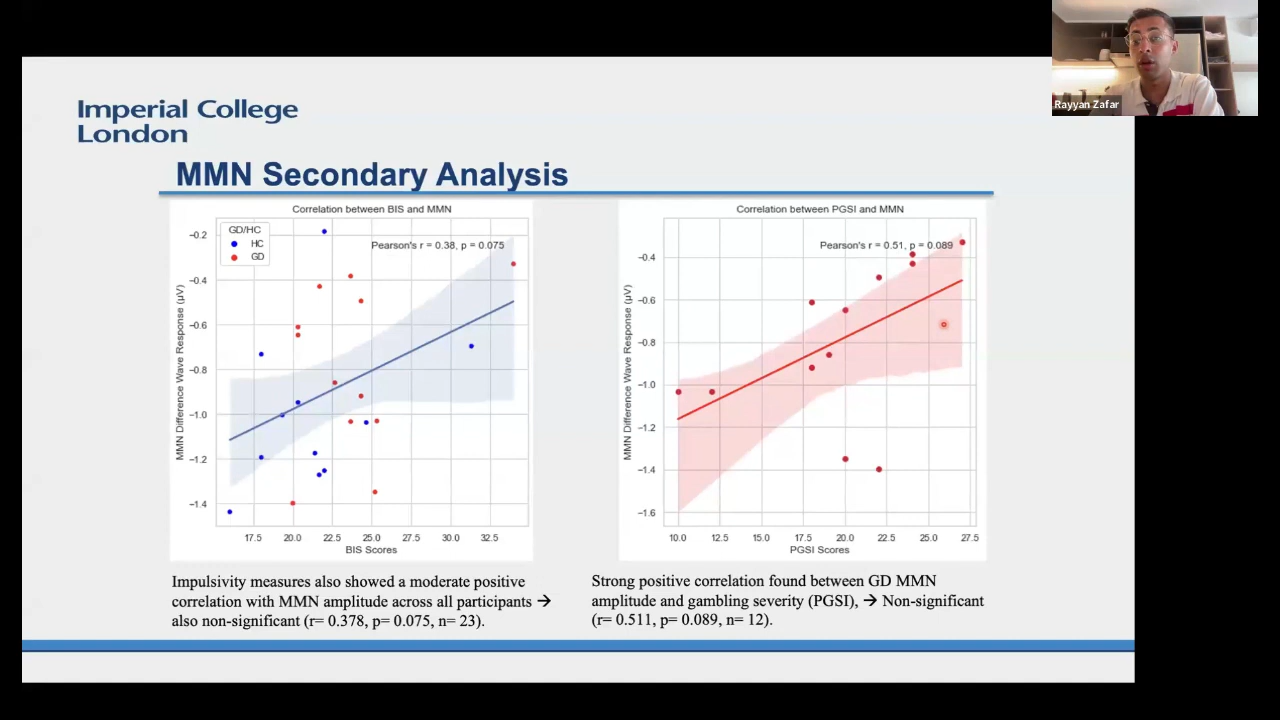 Rayyan Zafar
Imperial College
London
MMN Secondary Analysis
Correlation between BIS and MMN
GD/HC
HC
GD
Pearson's r = 0.38, p = 0.075
MMN Difference Wave Response (μV)
−0.2
−0.4
−0.6
−0.8
−1.0
−1.2
−1.4
17.5 20.0 22.5 25.0 27.5 30.0 32.5
BIS Scores
Correlation between PGSI and MMN
Pearson's r = 0.51, p = 0.089
MMN Difference Wave Response (μV)
−0.4
−0.6
−0.8
−1.0
−1.2
−1.4
−1.6
10.0 12.5 15.0 17.5 20.0 22.5 25.0 27.5
PGSI Scores
Impulsivity measures also showed a moderate positive
correlation with MMN amplitude across all participants →
also non-significant (r= 0.378, p= 0.075, n= 23).
Strong positive correlation found between GD MMN
amplitude and gambling severity (PGSI), → Non-significant
(r= 0.511, p= 0.089, n= 12).